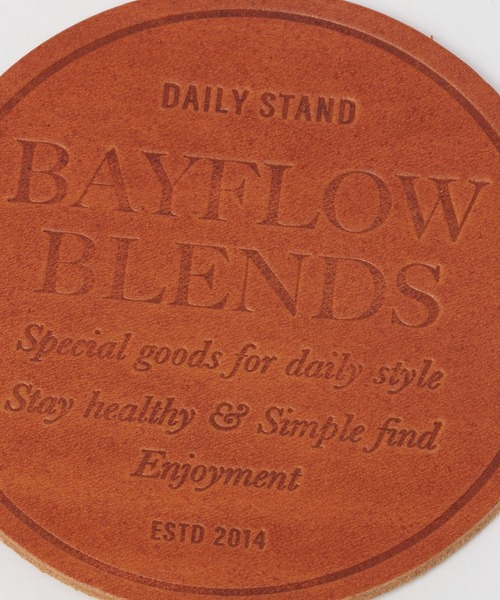 DAILY STAND
BAYFLOW
BLENDS
Special goods for daily style
Stay healthy & Simple find
Enjoyment
ESTD 2014